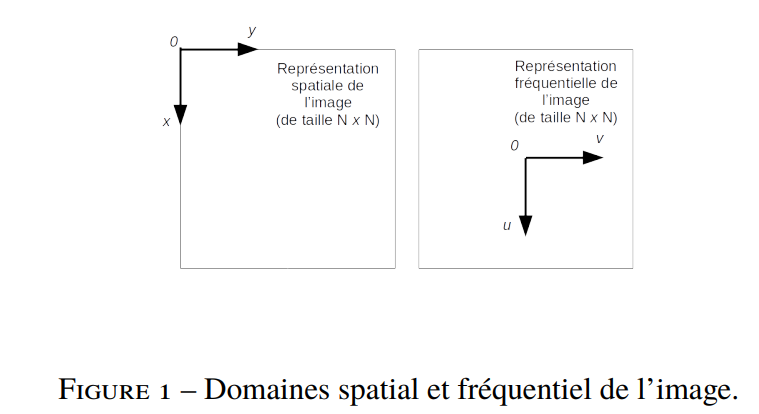 0
y
x
Représentation
spatiale de
l'image
(de taille N x N)
Représentation
fréquentielle de
l'image
(de taille N x N)
0
v
u
FIGURE 1 – Domaines spatial et fréquentiel de l'image.